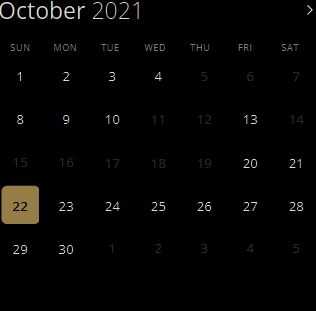 October 2021
SUN MON TUE WED THU FRI SAT
1 2 3 4 5 6 7
8 9 10 11 12 13 14
15 16 17 18 19 20 21
22 23 24 25 26 27 28
29 30 1 2 3 4 5